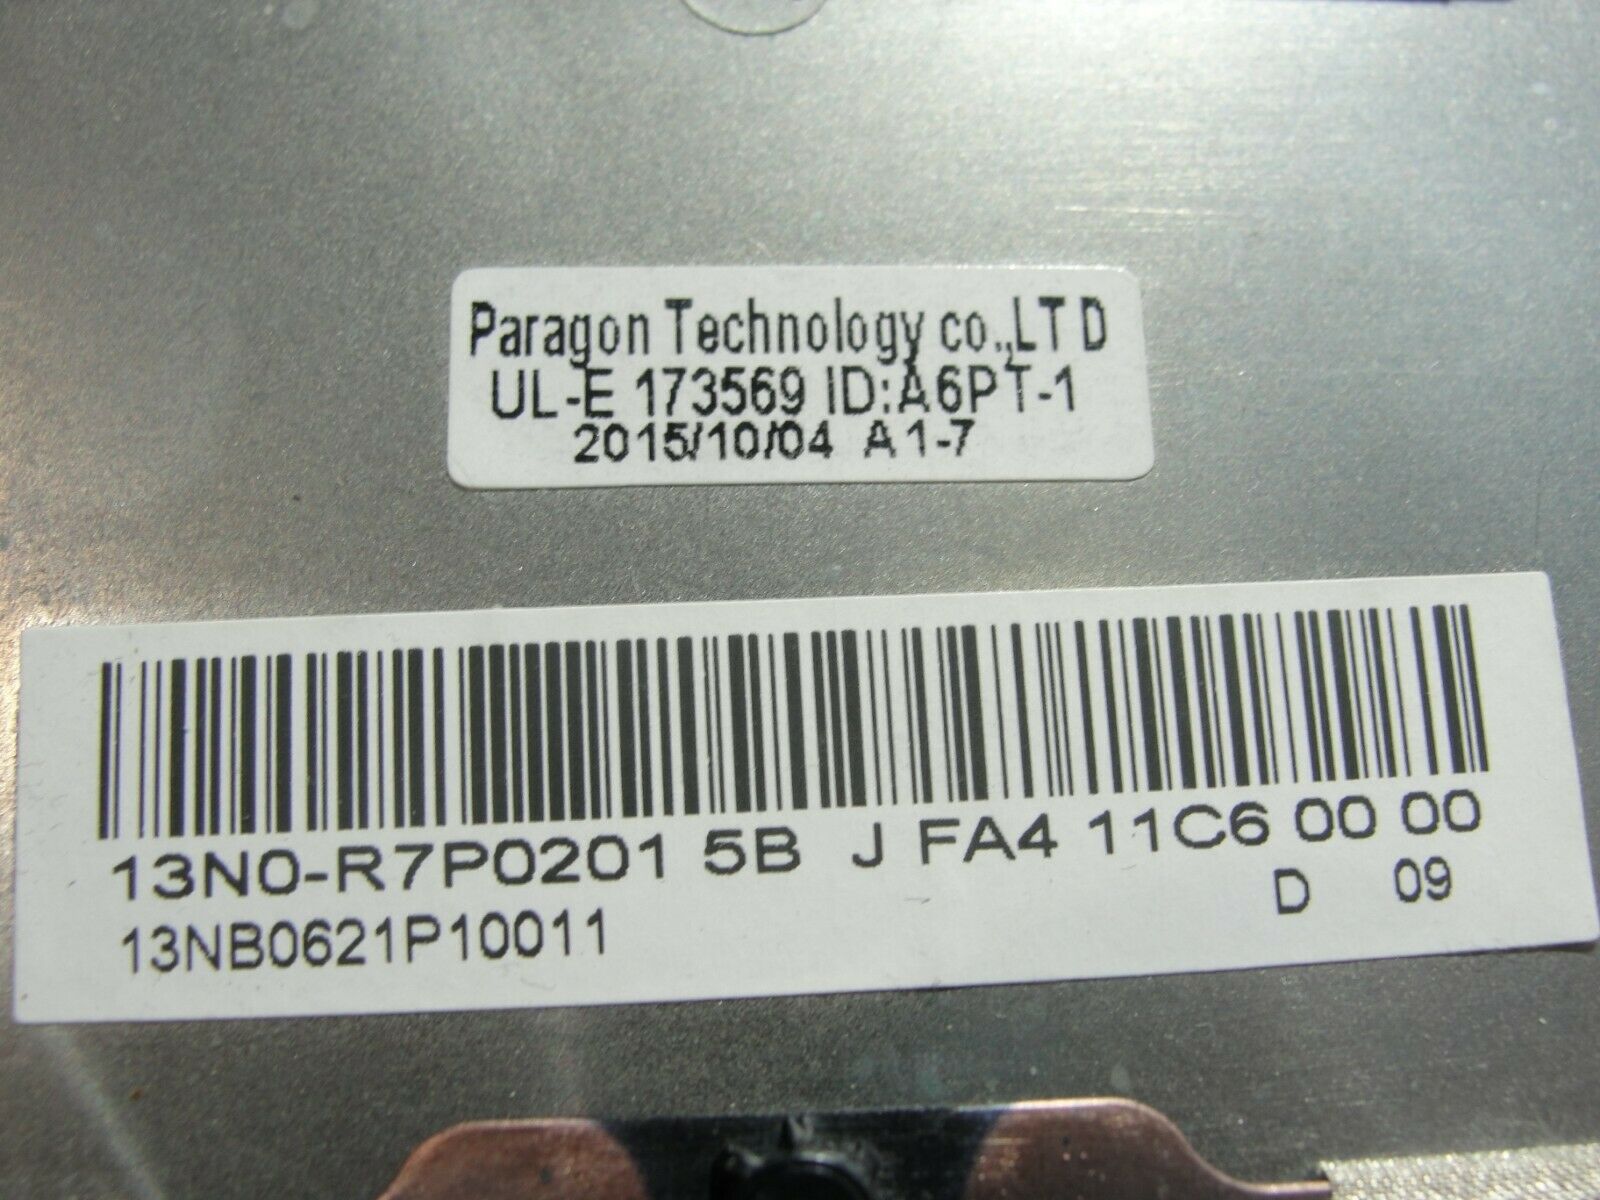 Paragon Technology co.,LTD
UL-E 173569 ID:A6PT-1
2015/10/04 A1-7
13N0-R7P0201 5B J FA4 11C6 00 00
D 09
13NB0621P10011